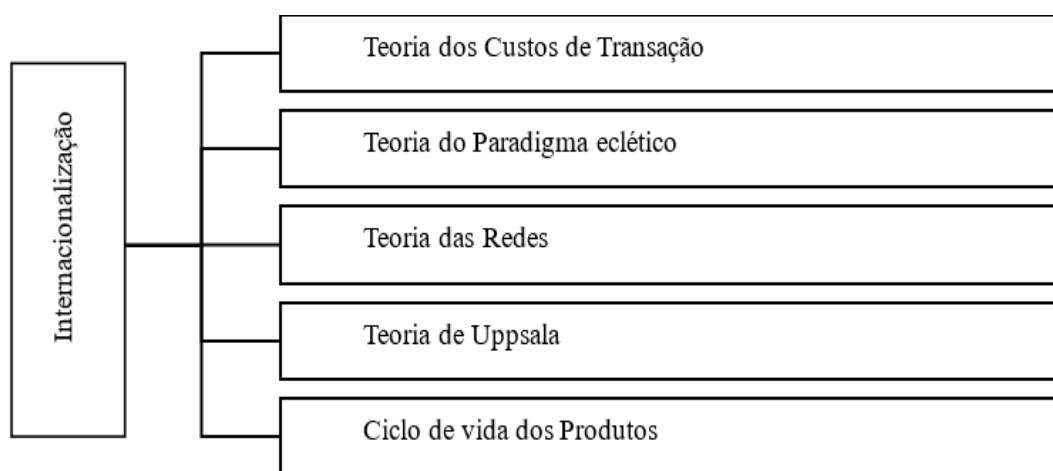 Internacionalização
Teoria dos Custos de Transação
Teoria do Paradigma eclético
Teoria das Redes
Teoria de Uppsala
Ciclo de vida dos Produtos